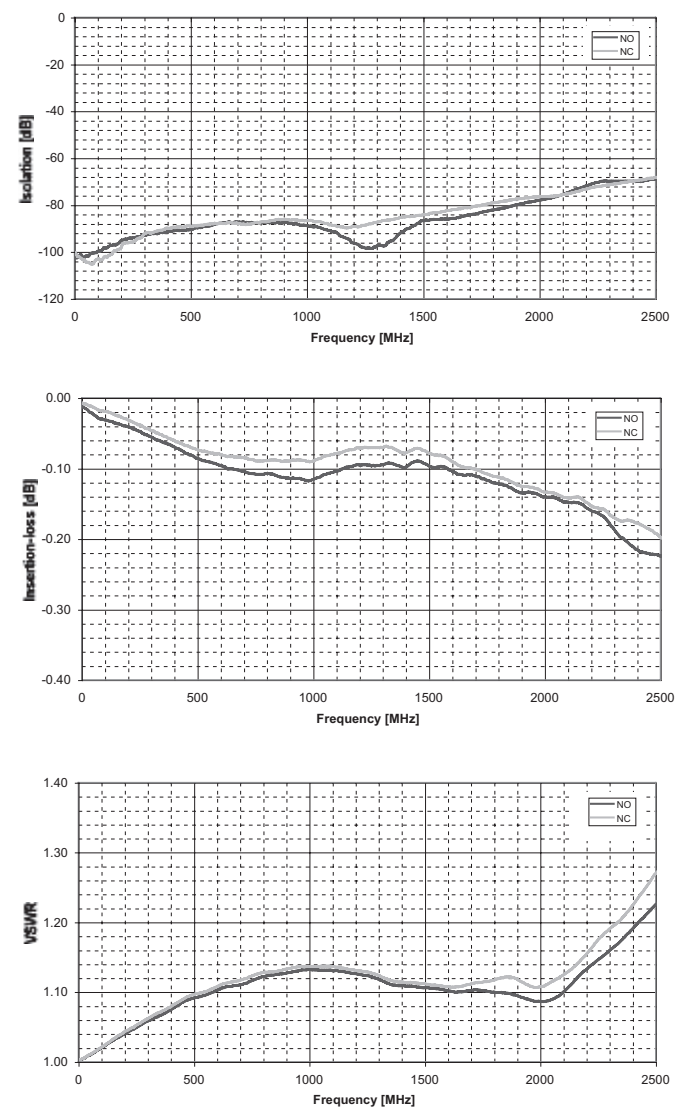 0
-20
-40
-60
-80
-100
-120
Isolation [dB]
NO
NC
0 500 1000 1500 2000 2500
Frequency [MHz]
0.00
-0.10
-0.20
-0.30
-0.40
Insertion-loss [dB]
NO
NC
0 500 1000 1500 2000 2500
Frequency [MHz]
1.40
1.30
1.20
1.10
1.00
VSWR
NO
NC
0 500 1000 1500 2000 2500
Frequency [MHz]